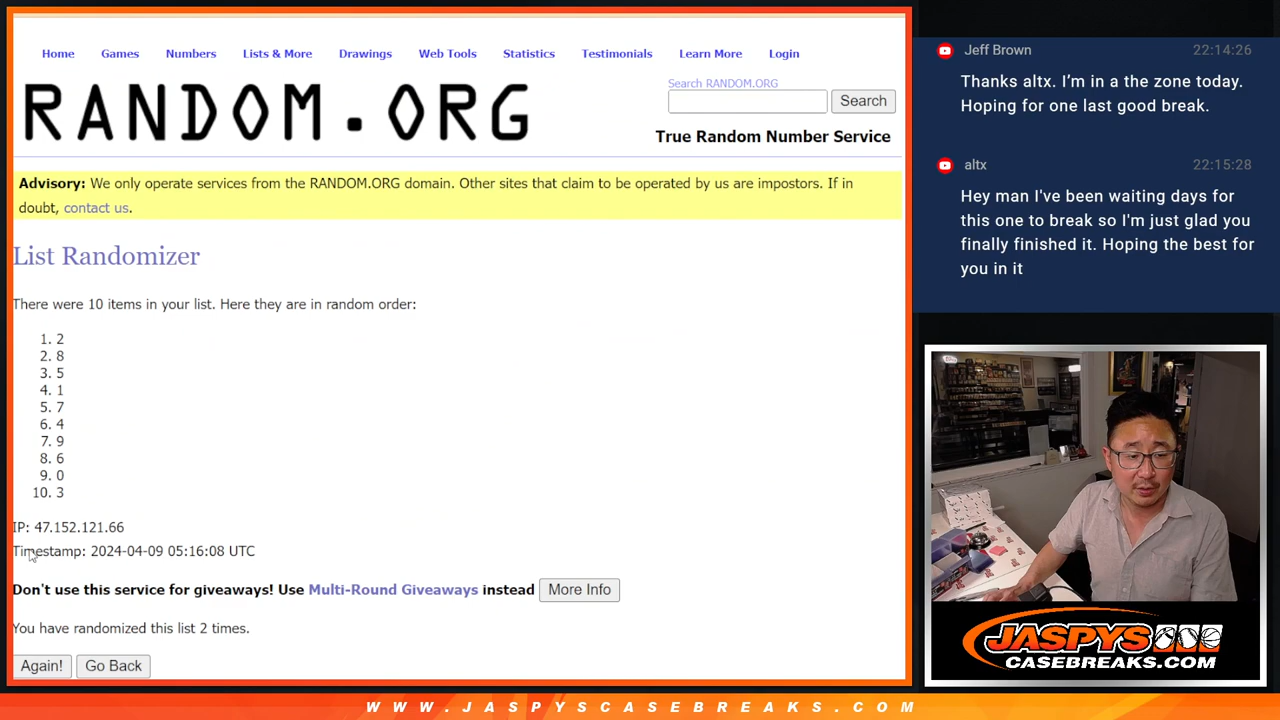 Home Games Numbers Lists & More Drawings Web Tools Statistics Testimonials Learn More Login
RANDOM.ORG
Search RANDOM.ORG
Search
True Random Number Service
Advisory: We only operate services from the RANDOM.ORG domain. Other sites that claim to be operated by us are impostors. If in
doubt, contact us.
List Randomizer
There were 10 items in your list. Here they are in random order:
1. 2
2. 8
3. 5
4. 1
5. 7
6. 4
7. 9
8. 6
9. 0
10. 3
IP: 47.152.121.66
Timestamp: 2024-04-09 05:16:08 UTC
Don't use this service for giveaways! Use Multi-Round Giveaways instead More Info
You have randomized this list 2 times.
Again! Go Back
Jeff Brown 22:14:26
Thanks altx. I’m in a the zone today.
Hoping for one last good break.
altx 22:15:28
Hey man I've been waiting days for
this one to break so I'm just glad you
finally finished it. Hoping the best for
you in it
JASPYS
CASEBREAKS.COM
WWW.JASPYSCASEBREAKS.COM